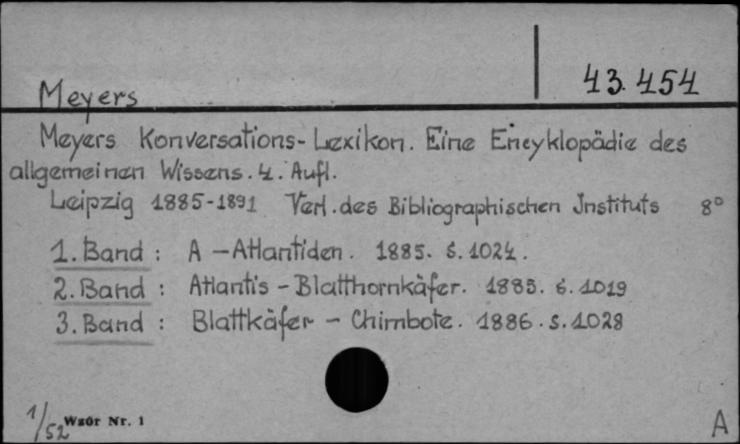 43.454
Meyers
Meyers Konversations-Lexikon. Eine Encyklopädie des
allgemeinen Wissens. 4. Aufl.
Leipzig 1885-1891 Verl. des Bibliographischen Instituts 8°
1. Band: A - Atlantiden. 1885. S. 1024.
2. Band: Atlantis - Blatthornkäfer. 1885. S. 1019
3. Band: Blattkäfer - Chimbote. 1886. S. 1028
1/52 Wzór Nr. 1 A